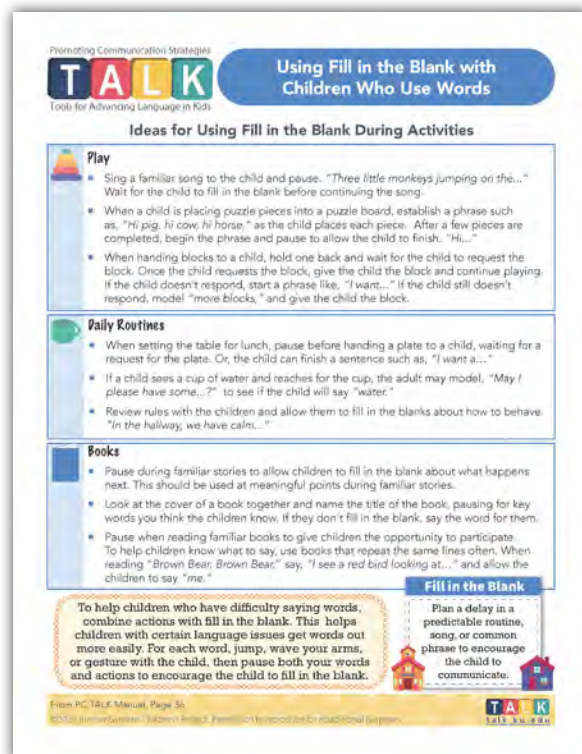 Promoting Communication Strategies
TALK
Tools for Advancing Language in Kids
Using Fill in the Blank with
Children Who Use Words
Ideas for Using Fill in the Blank During Activities
Play
• Sing a familiar song to the child and pause. "Three little monkeys jumping on the..."
Wait for the child to fill in the blank before continuing the song.
• When a child is placing puzzle pieces into a puzzle board, establish a phrase such
as, "Hi pig, hi cow, hi horse," as the child places each piece. After a few pieces are
completed, begin the phrase and pause to allow the child to finish. "Hi..."
• When handing blocks to a child, hold one back and wait for the child to request the
block. Once the child requests the block, give the child the block and continue playing.
If the child doesn't respond, start a phrase like, "I want..." If the child still doesn't
respond, model "more blocks," and give the child the block.
Daily Routines
• When setting the table for lunch, pause before handing a plate to a child, waiting for a
request for the plate. Or, the child can finish a sentence such as, "I want a..."
• If a child sees a cup of water and reaches for the cup, the adult may model, "May I
please have some...?" to see if the child will say "water."
• Review rules with the children and allow them to fill in the blanks about how to behave.
"In the hallway, we have calm..."
Books
• Pause during familiar stories to allow children to fill in the blank about what happens
next. This should be used at meaningful points during familiar stories.
• Look at the cover of a book together and name the title of the book, pausing for key
words you think the children know. If they don't fill in the blank, say the word for them.
• Pause when reading familiar books to give children the opportunity to participate.
To help children know what to say, use books that repeat the same lines often. When
reading "Brown Bear, Brown Bear," say, "I see a red bird looking at..." and allow the
children to say "me."
To help children who have difficulty saying words,
combine actions with fill in the blank. This helps
children with certain language issues get words out
more easily. For each word, jump, wave your arms,
or gesture with the child, then pause both your words
and actions to encourage the child to fill in the blank.
Fill in the Blank
Plan a delay in a
predictable routine,
song, or common
phrase to encourage
the child to
communicate.
From PC TALK Manual, Page 36
TALK
talk.ku.edu